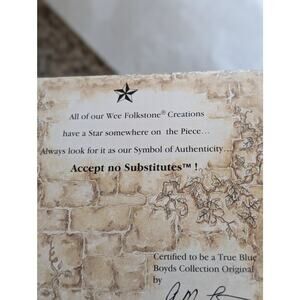 All of our Wee Folkstone® Creations
have a Star somewhere on the Piece...
Always look for it as our Symbol of Authenticity...
Accept no Substitutes™ !
Certified to be a True Blue
Boyds Collection Original
by